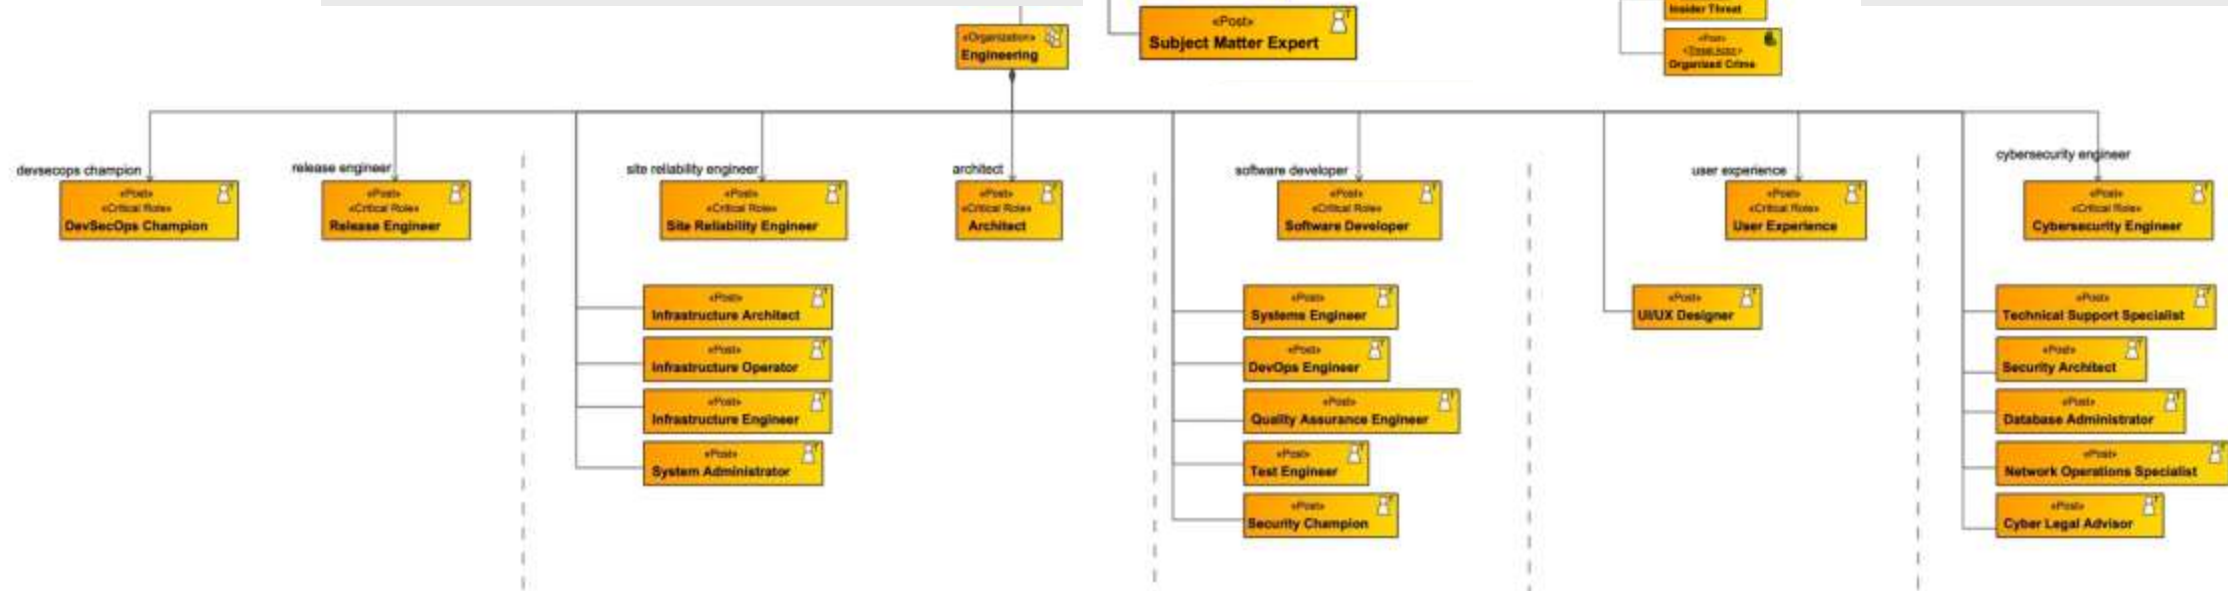 «Organization»
Engineering
«Post»
Subject Matter Expert
Insider Threat
«Post»
«Threat Actor»
Organized Crime
devsecops champion
«Post»
«Critical Role»
DevSecOps Champion
release engineer
«Post»
«Critical Role»
Release Engineer
site reliability engineer
«Post»
«Critical Role»
Site Reliability Engineer
«Post»
Infrastructure Architect
«Post»
Infrastructure Operator
«Post»
Infrastructure Engineer
«Post»
System Administrator
architect
«Post»
«Critical Role»
Architect
software developer
«Post»
«Critical Role»
Software Developer
«Post»
Systems Engineer
«Post»
DevOps Engineer
«Post»
Quality Assurance Engineer
«Post»
Test Engineer
«Post»
Security Champion
user experience
«Post»
«Critical Role»
User Experience
«Post»
UI/UX Designer
cybersecurity engineer
«Post»
«Critical Role»
Cybersecurity Engineer
«Post»
Technical Support Specialist
«Post»
Security Architect
«Post»
Database Administrator
«Post»
Network Operations Specialist
«Post»
Cyber Legal Advisor